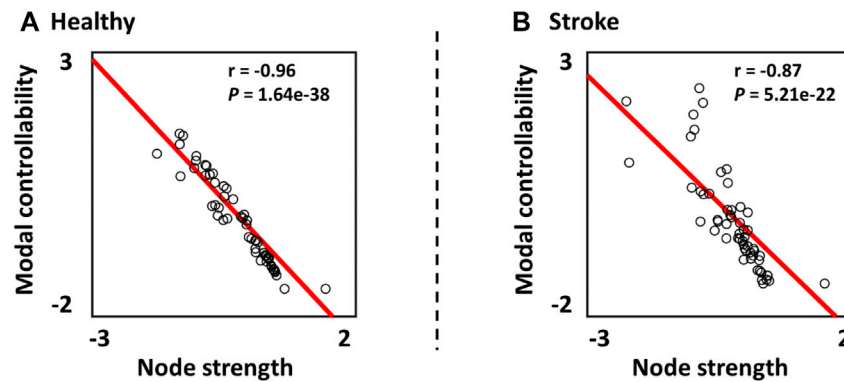 A Healthy
3
r = -0.96
P = 1.64e-38
Modal controllability
-2
-3
2
Node strength
B Stroke
3
r = -0.87
P = 5.21e-22
Modal controllability
-2
-3
2
Node strength